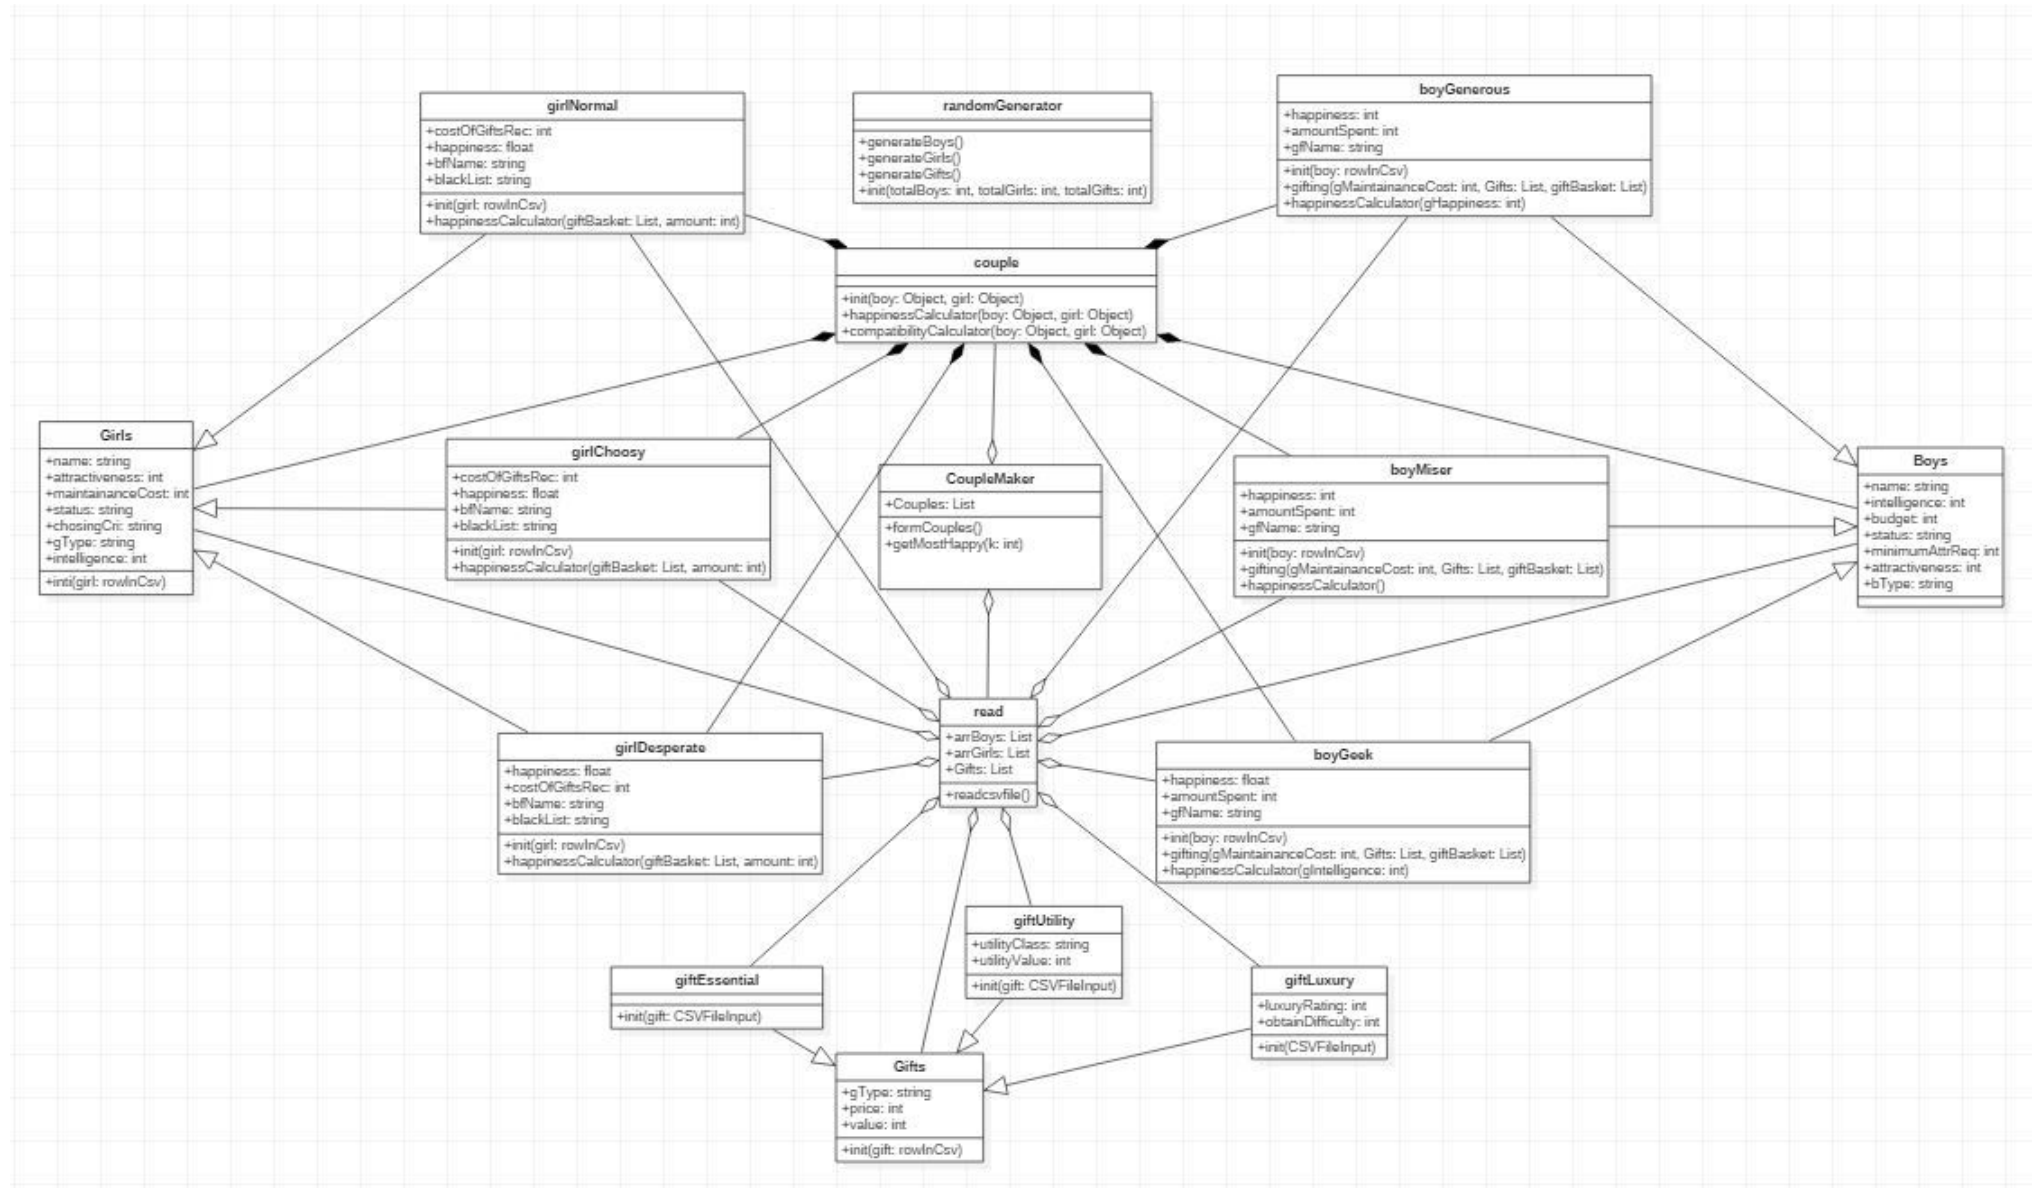 girlNormal
+costOfGiftsRec: int
+happiness: float
+bfName: string
+blackList: string
+init(girl: rowInCsv)
+happinessCalculator(giftBasket: List, amount: int)
randomGenerator
+generateBoys()
+generateGirls()
+generateGifts()
+init(totalBoys: int, totalGirls: int, totalGifts: int)
boyGenerous
+happiness: int
+amountSpent: int
+gfName: string
+init(boy: rowInCsv)
+gifting(gMaintainanceCost: int, Gifts: List, giftBasket: List)
+happinessCalculator(gHappiness: int)
couple
+init(boy: Object, girl: Object)
+happinessCalculator(boy: Object, girl: Object)
+compatibilityCalculator(boy: Object, girl: Object)
Girls
+name: string
+attractiveness: int
+maintainanceCost: int
+status: string
+chosingCri: string
+gType: string
+intelligence: int
+inti(girl: rowInCsv)
girlChoosy
+costOfGiftsRec: int
+happiness: float
+bfName: string
+blackList: string
+init(girl: rowInCsv)
+happinessCalculator(giftBasket: List, amount: int)
CoupleMaker
+Couples: List
+formCouples()
+getMostHappy(k: int)
boyMiser
+happiness: int
+amountSpent: int
+gfName: string
+init(boy: rowInCsv)
+gifting(gMaintainanceCost: int, Gifts: List, giftBasket: List)
+happinessCalculator()
Boys
+name: string
+intelligence: int
+budget: int
+status: string
+minimumAttrReq: int
+attractiveness: int
+bType: string
girlDesperate
+happiness: float
+costOfGiftsRec: int
+bfName: string
+blackList: string
+init(girl: rowInCsv)
+happinessCalculator(giftBasket: List, amount: int)
read
+arrBoys: List
+arrGirls: List
+Gifts: List
+readcsvfile()
boyGeek
+happiness: float
+amountSpent: int
+gfName: string
+init(boy: rowInCsv)
+gifting(gMaintainanceCost: int, Gifts: List, giftBasket: List)
+happinessCalculator(gIntelligence: int)
giftEssential
+init(gift: CSVFileInput)
giftUtility
+utilityClass: string
+utilityValue: int
+init(gift: CSVFileInput)
giftLuxury
+luxuryRating: int
+obtainDifficulty: int
+init(CSVFileInput)
Gifts
+gType: string
+price: int
+value: int
+init(gift: rowInCsv)